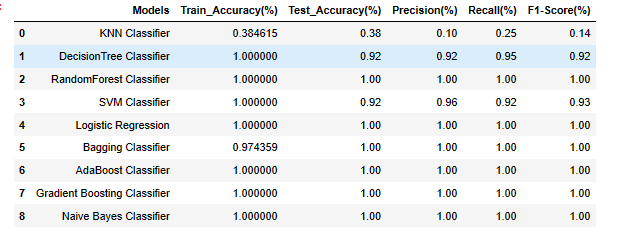 Models Train_Accuracy(%) Test_Accuracy(%) Precision(%) Recall(%) F1-Score(%)
0 KNN Classifier 0.384615 0.38 0.10 0.25 0.14
1 DecisionTree Classifier 1.000000 0.92 0.92 0.95 0.92
2 RandomForest Classifier 1.000000 1.00 1.00 1.00 1.00
3 SVM Classifier 1.000000 0.92 0.96 0.92 0.93
4 Logistic Regression 1.000000 1.00 1.00 1.00 1.00
5 Bagging Classifier 0.974359 1.00 1.00 1.00 1.00
6 AdaBoost Classifier 1.000000 1.00 1.00 1.00 1.00
7 Gradient Boosting Classifier 1.000000 1.00 1.00 1.00 1.00
8 Naive Bayes Classifier 1.000000 1.00 1.00 1.00 1.00